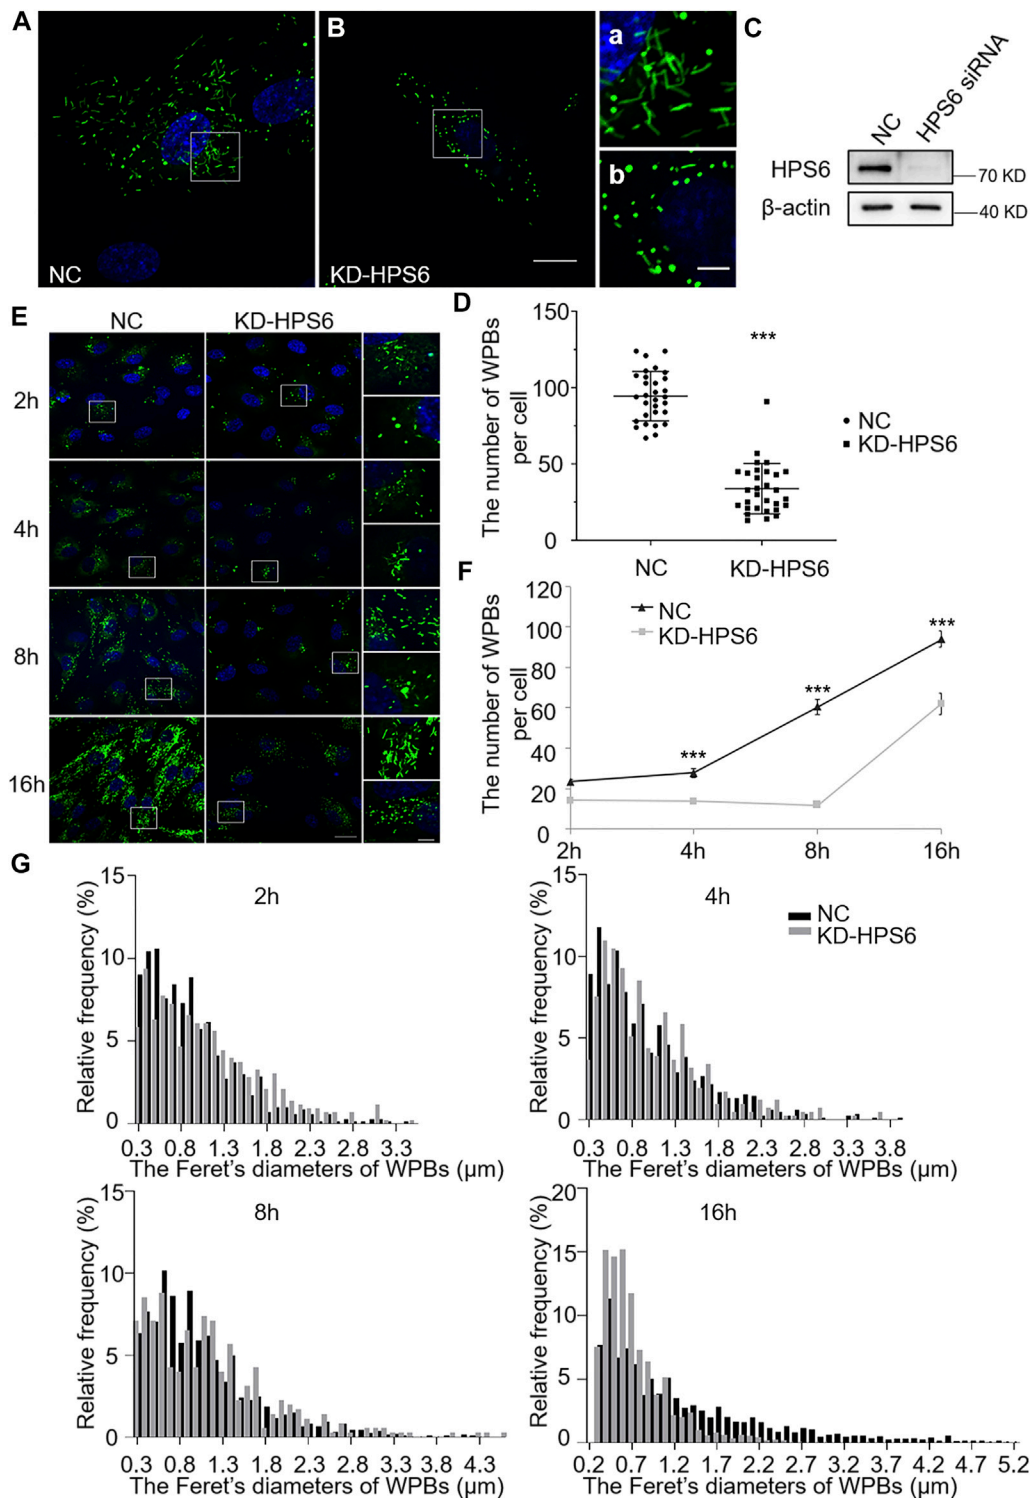 A
B
a
b
NC
KD-HPS6
C
NC
HPS6 siRNA
HPS6
70 KD
β-actin
40 KD
D
150
100
50
0
The number of WPBs
per cell
***
NC
KD-HPS6
NC
KD-HPS6
E
NC
KD-HPS6
2h
4h
8h
16h
F
120
100
80
60
40
20
0
The number of WPBs
per cell
NC
KD-HPS6
***
***
***
2h
4h
8h
16h
G
2h
15
10
5
0
Relative frequency (%)
0.3 0.8 1.3 1.8 2.3 2.8 3.3
The Feret's diameters of WPBs (μm)
4h
NC
KD-HPS6
15
10
5
0
Relative frequency (%)
0.3 0.8 1.3 1.8 2.3 2.8 3.3 3.8
The Feret's diameters of WPBs (μm)
8h
15
10
5
0
Relative frequency (%)
0.3 0.8 1.3 1.8 2.3 2.8 3.3 3.8 4.3
The Feret's diameters of WPBs (μm)
16h
20
15
10
5
0
Relative frequency (%)
0.2 0.7 1.2 1.7 2.2 2.7 3.2 3.7 4.2 4.7 5.2
The Feret's diameters of WPBs (μm)